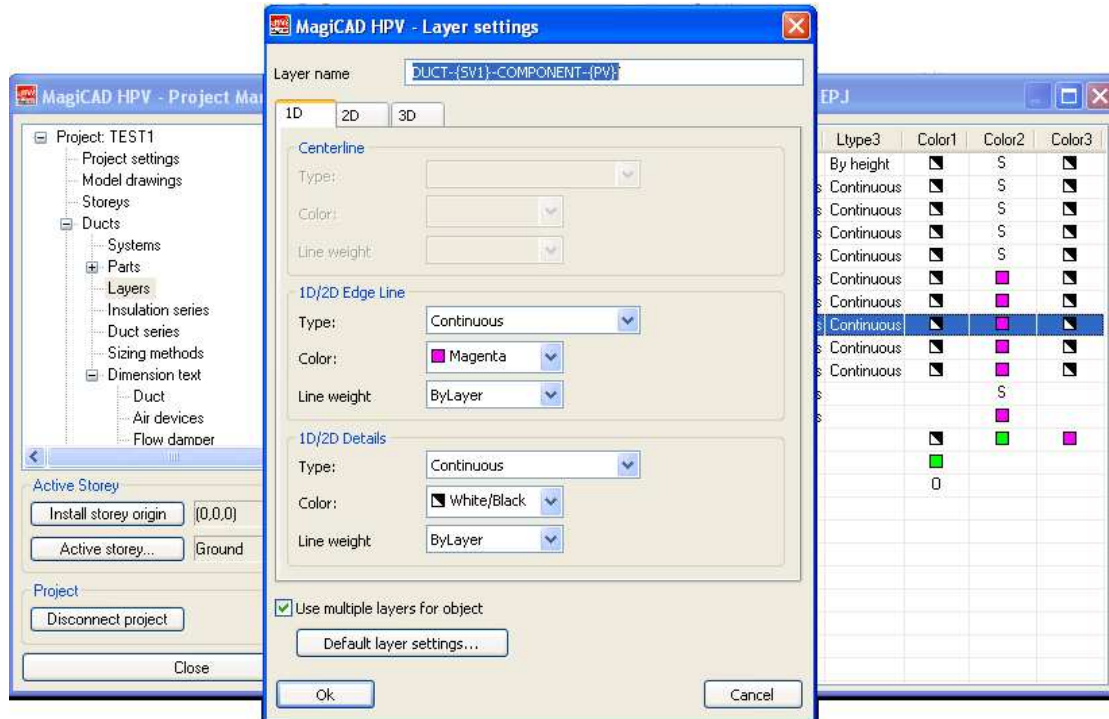 MagiCAD HPV - Layer settings
Layer name
DUCT-{SV1}-COMPONENT-{PV}
1D
2D
3D
Centerline
Type:
Color:
Line weight
1D/2D Edge Line
Type:
Continuous
Color:
Magenta
Line weight
ByLayer
1D/2D Details
Type:
Continuous
Color:
White/Black
Line weight
ByLayer
Use multiple layers for object
Default layer settings...
Ok
Cancel
MagiCAD HPV - Project
Project: TEST1
Project settings
Model drawings
Storeys
Ducts
Systems
Parts
Layers
Insulation series
Duct series
Sizing methods
Dimension text
Duct
Air devices
Flow damper
Active Storey
Install storey origin (0,0,0)
Active storey... Ground
Project
Disconnect project
Close
EPJ
Ltype3 Color1 Color2 Color3
By height S
Continuous S
Continuous S
Continuous S
Continuous S
Continuous
Continuous
Continuous
Continuous
Continuous
S
0